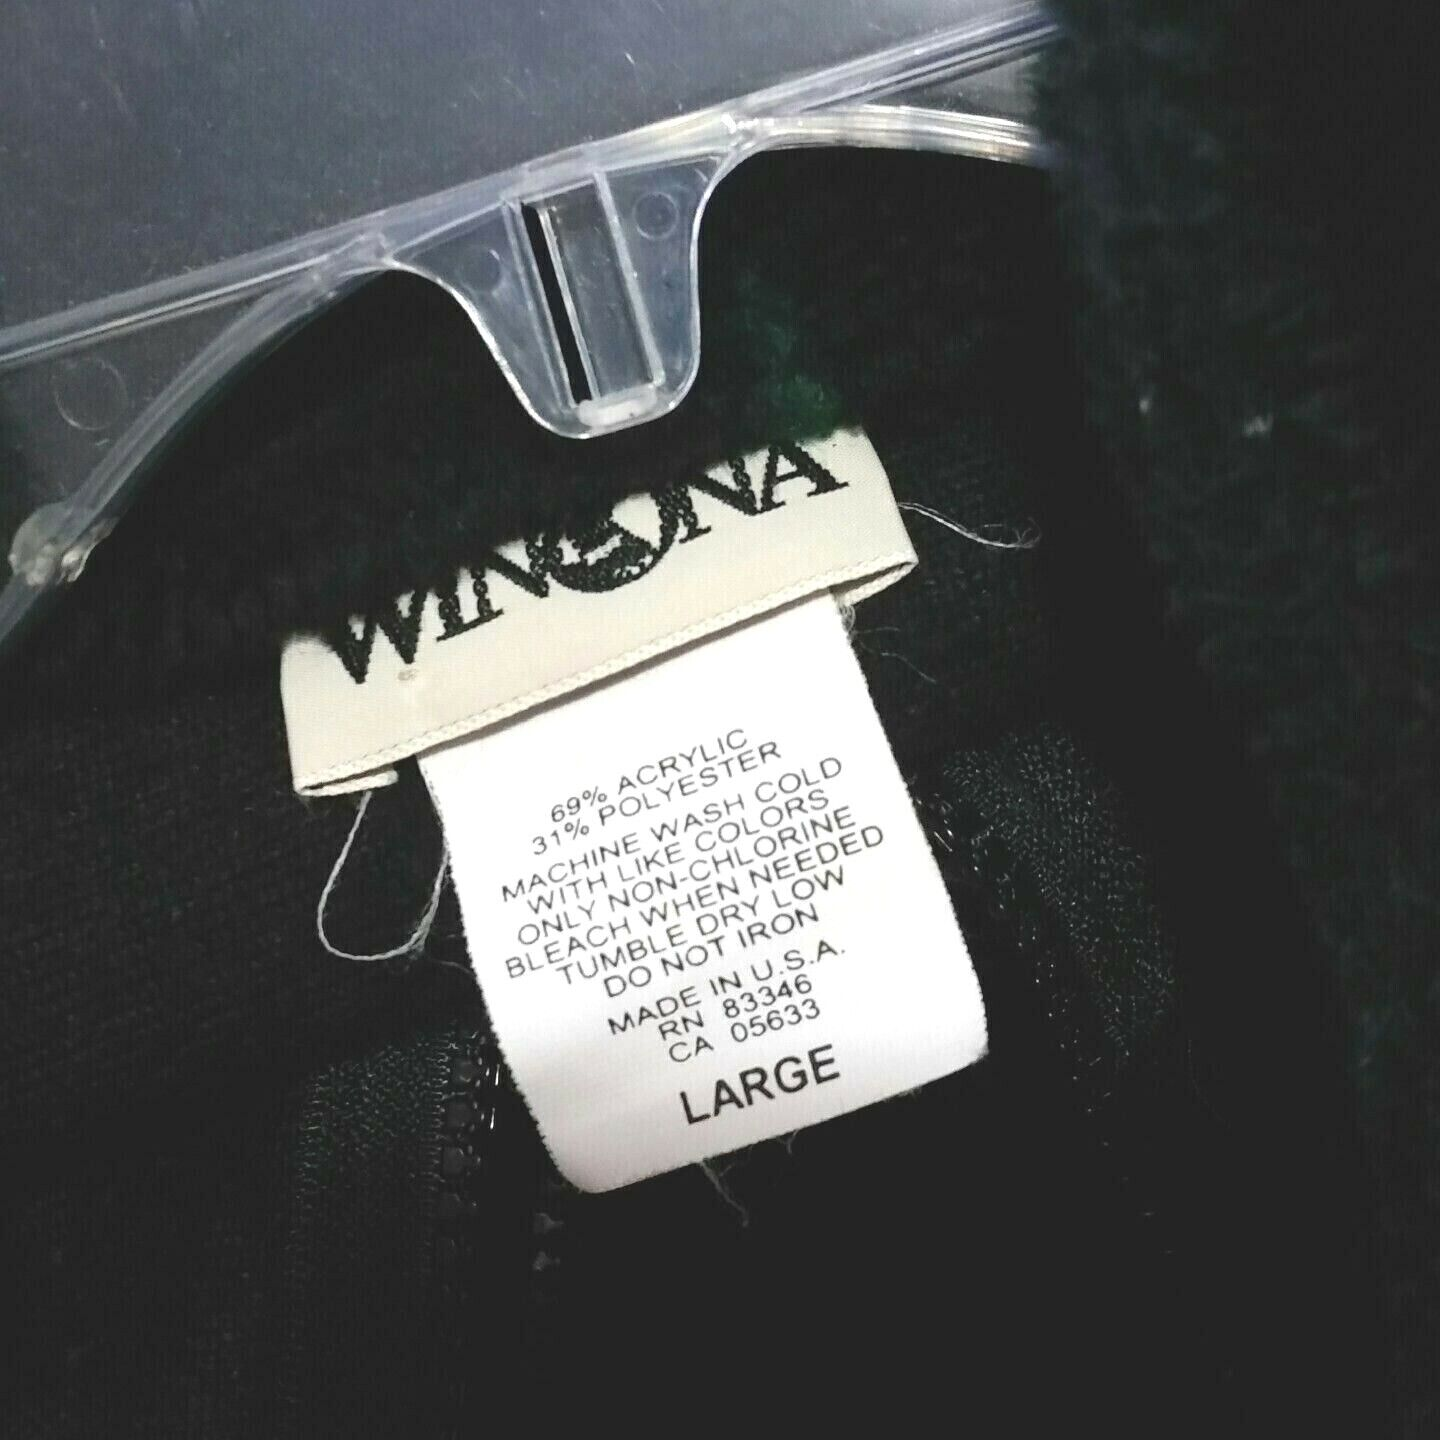 WINONA
69% ACRYLIC
31% POLYESTER
MACHINE WASH COLD
WITH LIKE COLORS
ONLY NON-CHLORINE
BLEACH WHEN NEEDED
TUMBLE DRY LOW
DO NOT IRON
MADE IN U.S.A.
RN 83346
CA 05633
LARGE